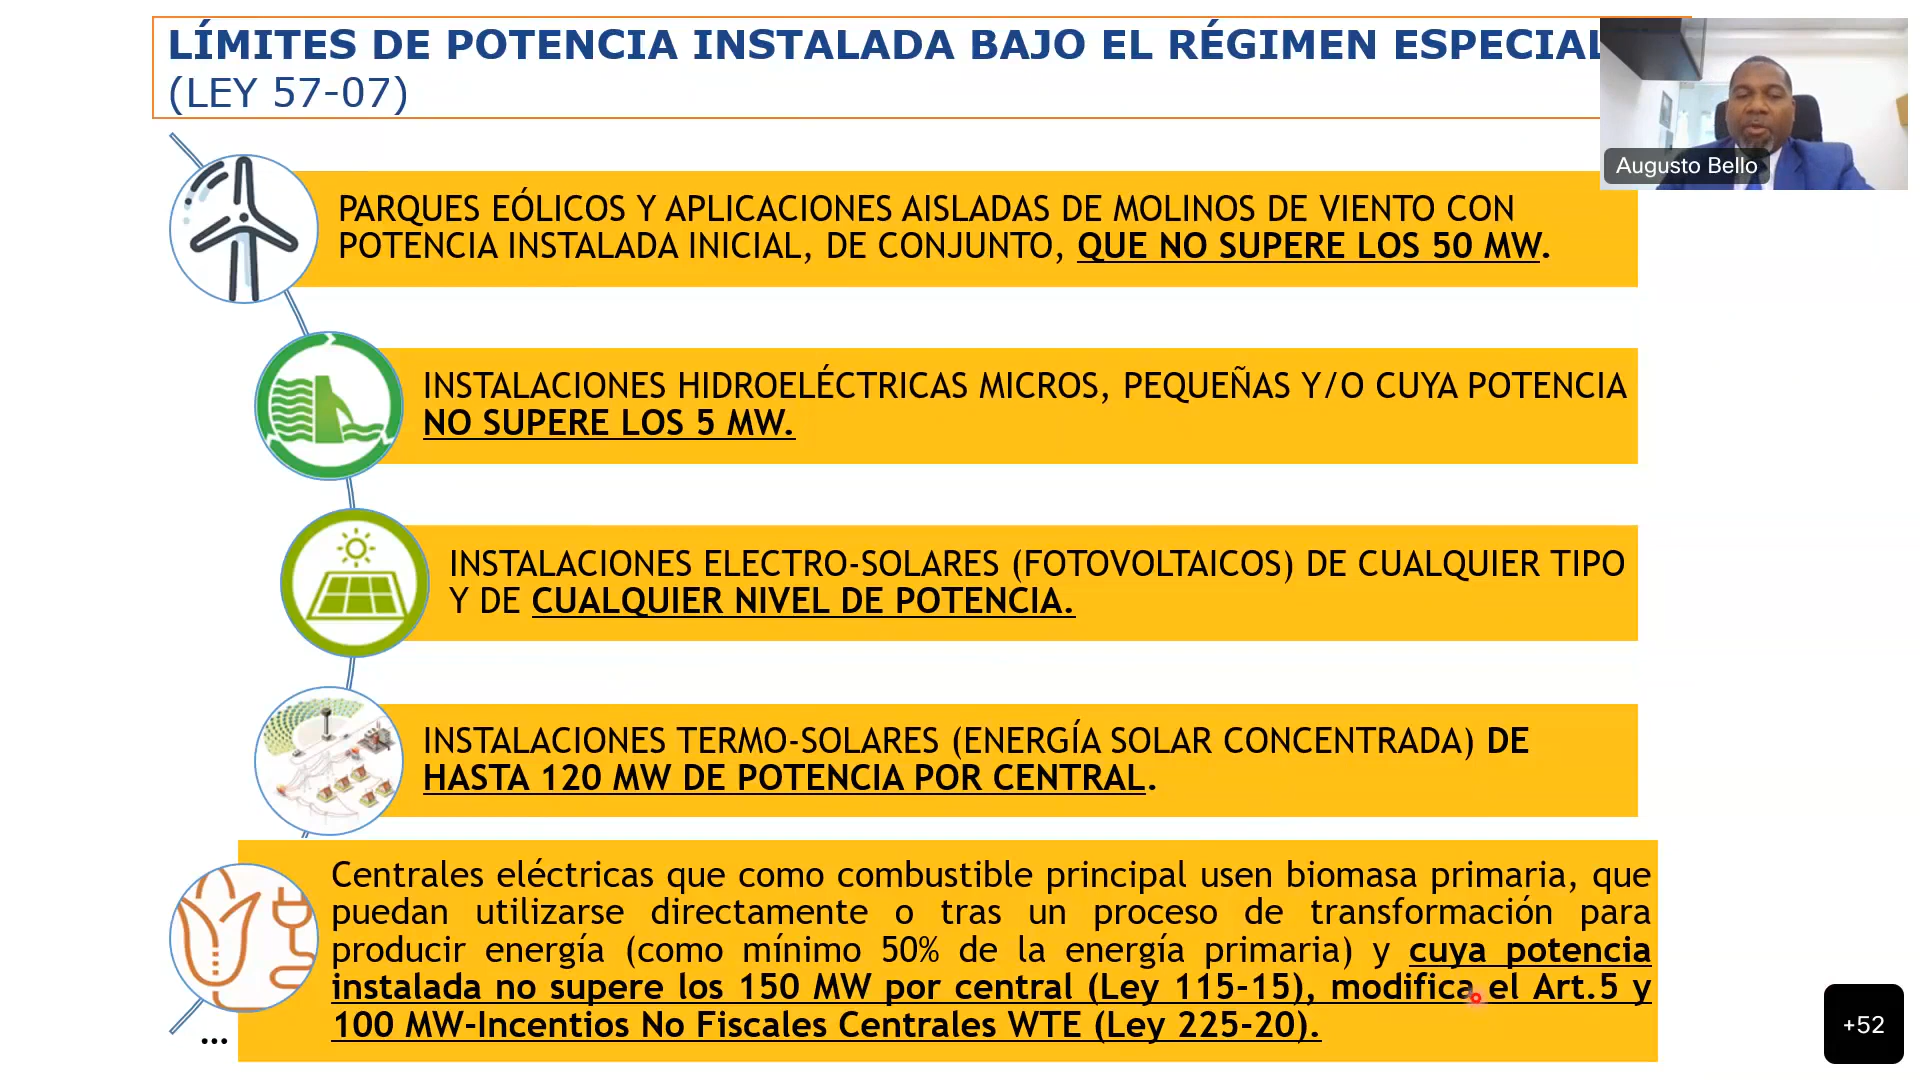 LÍMITES DE POTENCIA INSTALADA BAJO EL RÉGIMEN ESPECIAL
(LEY 57-07)
Augusto Bello
PARQUES EÓLICOS Y APLICACIONES AISLADAS DE MOLINOS DE VIENTO CON
POTENCIA INSTALADA INICIAL, DE CONJUNTO, QUE NO SUPERE LOS 50 MW.
INSTALACIONES HIDROELÉCTRICAS MICROS, PEQUEÑAS Y/O CUYA POTENCIA
NO SUPERE LOS 5 MW.
INSTALACIONES ELECTRO-SOLARES (FOTOVOLTAICOS) DE CUALQUIER TIPO
Y DE CUALQUIER NIVEL DE POTENCIA.
INSTALACIONES TERMO-SOLARES (ENERGÍA SOLAR CONCENTRADA) DE
HASTA 120 MW DE POTENCIA POR CENTRAL.
Centrales eléctricas que como combustible principal usen biomasa primaria, que
puedan utilizarse directamente o tras un proceso de transformación para
producir energía (como mínimo 50% de la energía primaria) y cuya potencia
instalada no supere los 150 MW por central (Ley 115-15), modifica el Art.5 y
100 MW-Incentios No Fiscales Centrales WTE (Ley 225-20).
...
+52